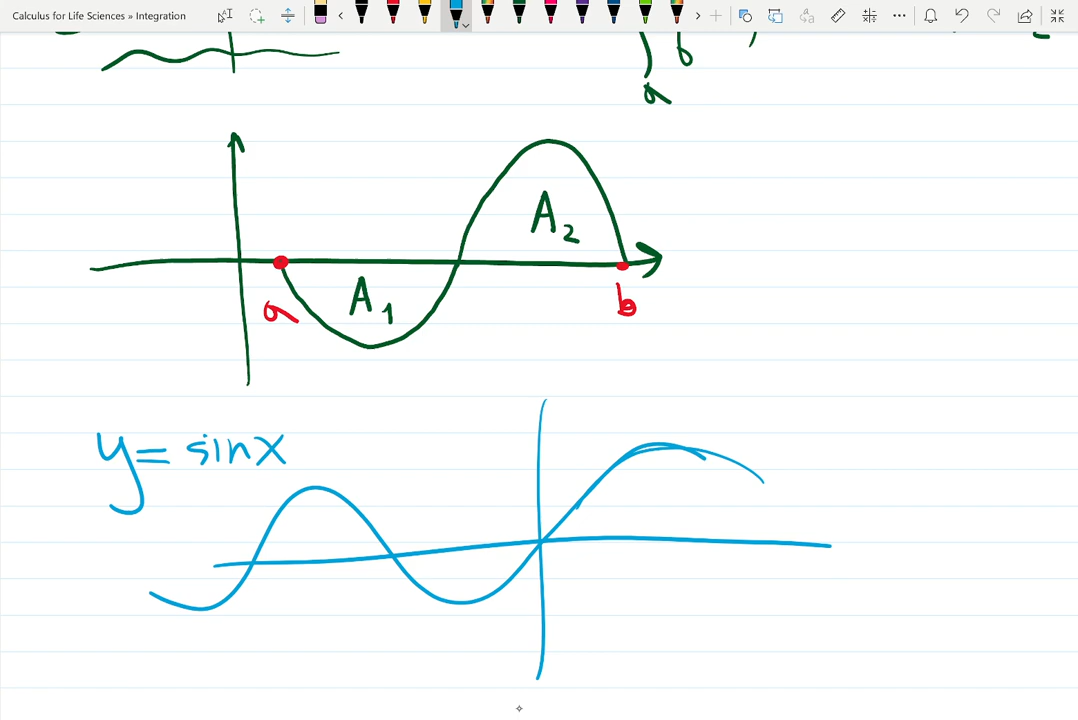 Calculus for Life Sciences » Integration
b
a
A₂
A₁
a
b
y = sinx